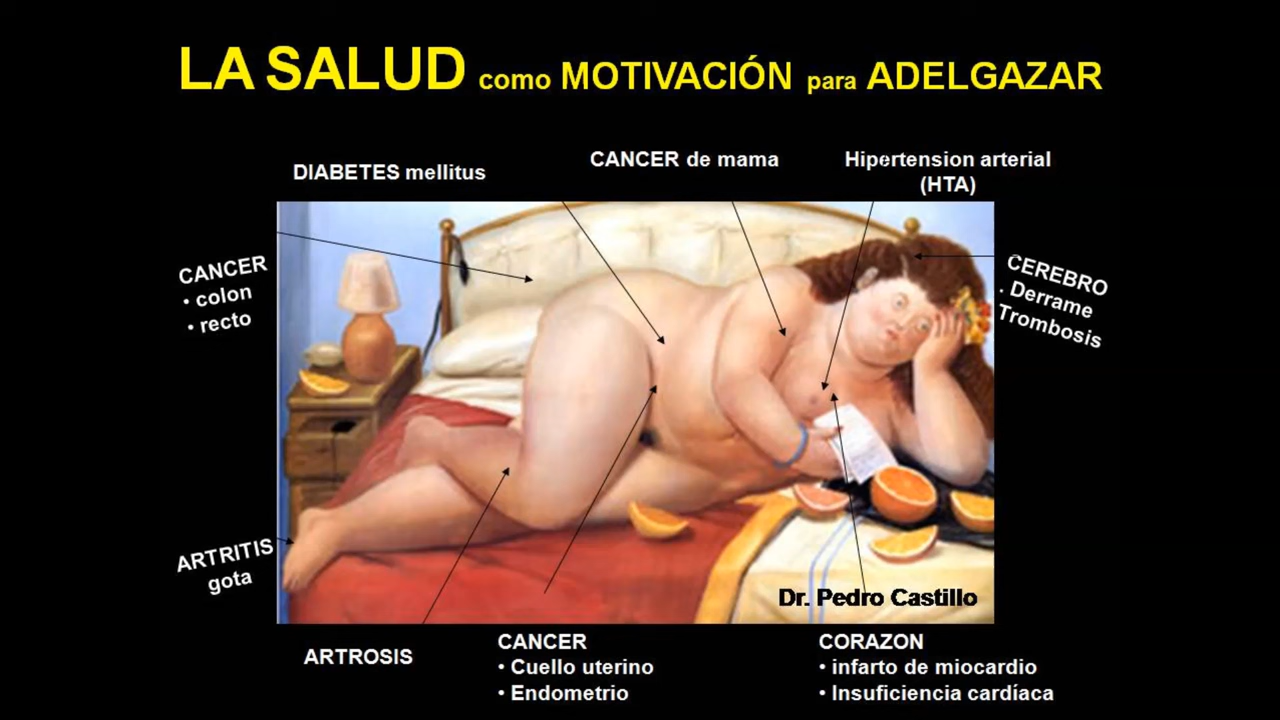 LA SALUD como MOTIVACIÓN para ADELGAZAR
DIABETES mellitus
CANCER de mama
Hipertension arterial
(HTA)
CANCER
• colon
• recto
CEREBRO
. Derrame
Trombosis
ARTRITIS
gota
Dr. Pedro Castillo
ARTROSIS
CANCER
• Cuello uterino
• Endometrio
CORAZON
• infarto de miocardio
• Insuficiencia cardíaca